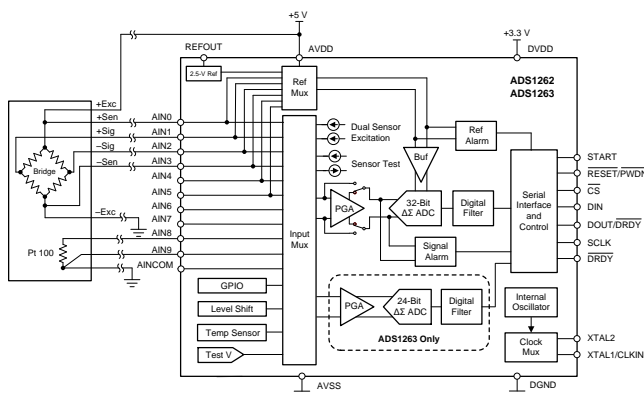 +5 V
+3.3 V
REFOUT
AVDD
DVDD
2.5-V Ref
Ref
Mux
ADS1262
ADS1263
+Exc
+Sen
AIN0
+Sig
AIN1
–Sig
AIN2
–Sen
AIN3
Bridge
AIN4
AIN5
AIN6
–Exc
AIN7
AIN8
Pt 100
AIN9
AINCOM
Dual Sensor
Excitation
Sensor Test
Input
Mux
PGA
Buf
Ref
Alarm
32-Bit
ΔΣ ADC
Digital
Filter
Signal
Alarm
Serial
Interface
and
Control
START
RESET/PWDN
CS
DIN
DOUT/DRDY
SCLK
DRDY
GPIO
Level Shift
Temp Sensor
Test V
PGA
24-Bit
ΔΣ ADC
Digital
Filter
ADS1263 Only
Internal
Oscillator
Clock
Mux
XTAL2
XTAL1/CLKIN
AVSS
DGND